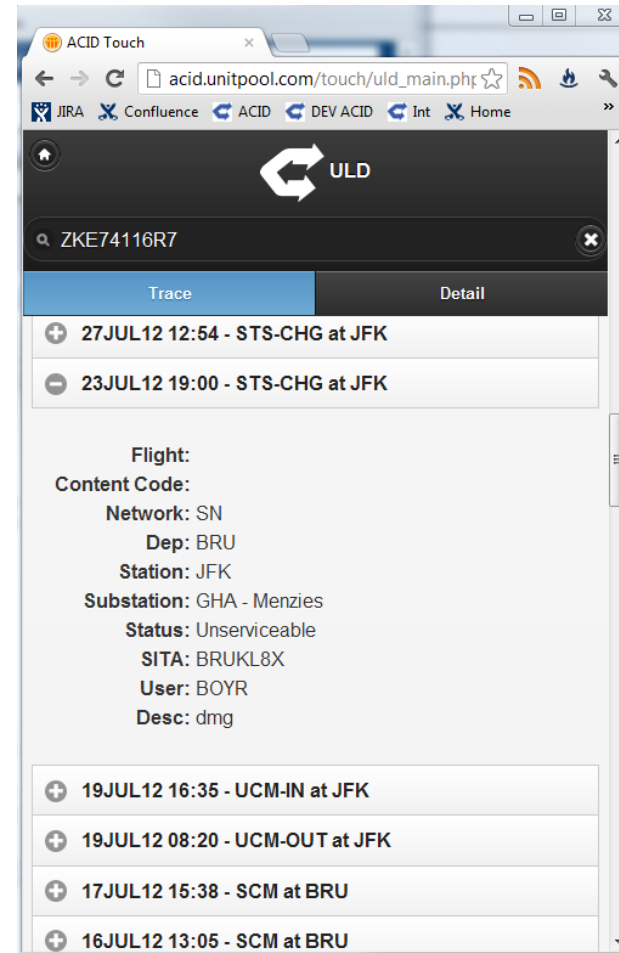 ACID Touch
acid.unitpool.com/touch/uld_main.php
JIRA Confluence ACID DEV ACID Int Home »
ULD
ZKE74116R7
Trace Detail
27JUL12 12:54 - STS-CHG at JFK
23JUL12 19:00 - STS-CHG at JFK
Flight:
Content Code:
Network: SN
Dep: BRU
Station: JFK
Substation: GHA - Menzies
Status: Unserviceable
SITA: BRUKL8X
User: BOYR
Desc: dmg
19JUL12 16:35 - UCM-IN at JFK
19JUL12 08:20 - UCM-OUT at JFK
17JUL12 15:38 - SCM at BRU
16JUL12 13:05 - SCM at BRU